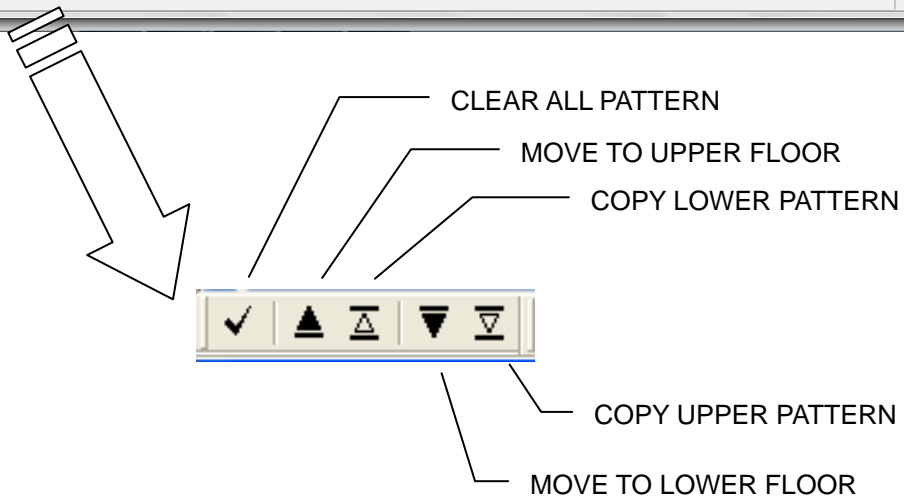 CLEAR ALL PATTERN
MOVE TO UPPER FLOOR
COPY LOWER PATTERN
COPY UPPER PATTERN
MOVE TO LOWER FLOOR